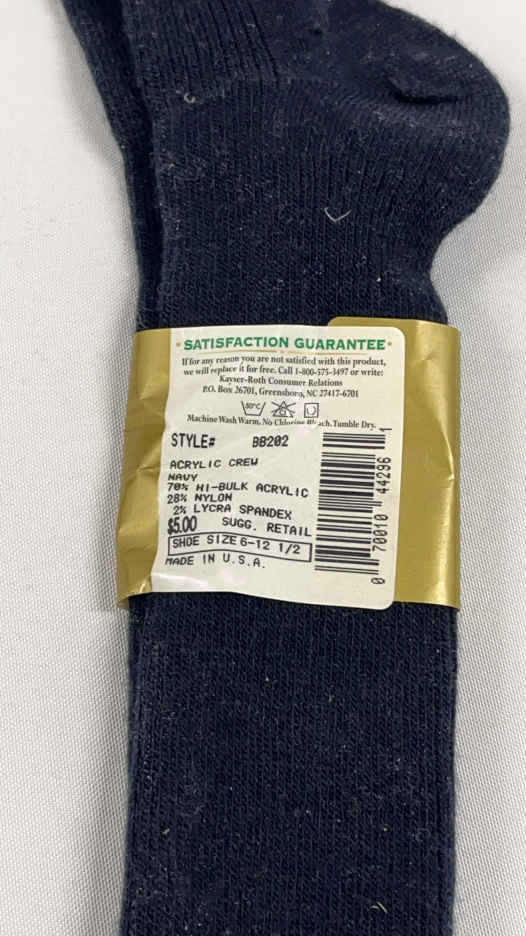 SATISFACTION GUARANTEE
If for any reason you are not satisfied with this product,
we will replace it for free. Call 1-800-575-3497 or write:
Kayser-Roth Consumer Relations
P.O. Box 26701, Greensboro, NC 27417-6701
50°C
Machine Wash Warm. No Chlorine Bleach. Tumble Dry.
STYLE# BB202
ACRYLIC CREW
NAVY
70% HI-BULK ACRYLIC
28% NYLON
2% LYCRA SPANDEX
$5.00 SUGG. RETAIL
SHOE SIZE 6-12 1/2
MADE IN U.S.A.
0 70010 44296 1